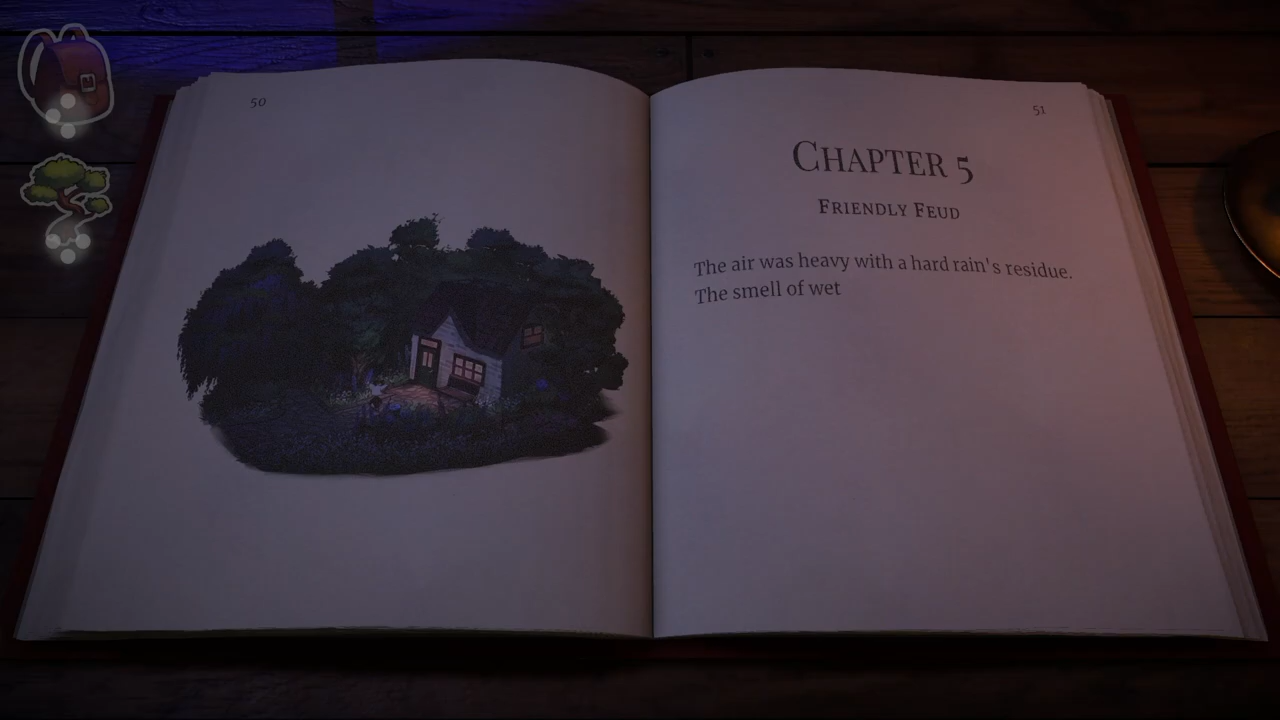 50
51
Chapter 5
Friendly Feud
The air was heavy with a hard rain's residue.
The smell of wet